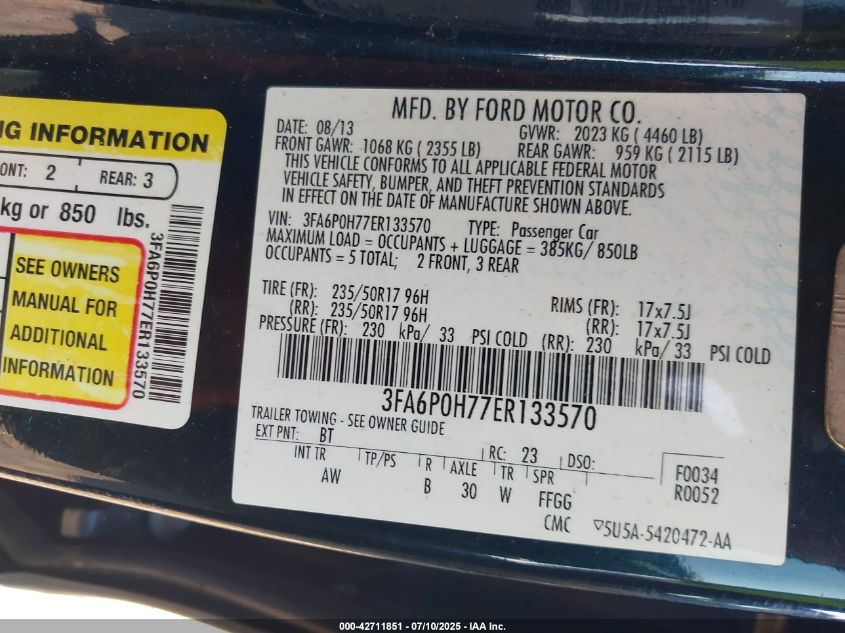 NG INFORMATION
ONT: 2 REAR: 3
kg or 850 lbs.
SEE OWNERS
MANUAL FOR
ADDITIONAL
INFORMATION
3FA6P0H77ER133570
MFD. BY FORD MOTOR CO.
DATE: 08/13 GVWR: 2023 KG ( 4460 LB)
FRONT GAWR: 1068 KG ( 2355 LB) REAR GAWR: 959 KG ( 2115 LB)
THIS VEHICLE CONFORMS TO ALL APPLICABLE FEDERAL MOTOR
VEHICLE SAFETY, BUMPER, AND THEFT PREVENTION STANDARDS
IN EFFECT ON THE DATE OF MANUFACTURE SHOWN ABOVE.
VIN: 3FA6P0H77ER133570 TYPE: Passenger Car
MAXIMUM LOAD = OCCUPANTS + LUGGAGE = 385KG/ 850LB
OCCUPANTS = 5 TOTAL; 2 FRONT, 3 REAR
TIRE (FR): 235/50R17 96H RIMS (FR): 17x7.5J
(RR): 235/50R17 96H (RR): 17x7.5J
PRESSURE (FR): 230 kPa/ 33 PSI COLD (RR): 230 kPa/ 33 PSI COLD
3FA6P0H77ER133570
TRAILER TOWING - SEE OWNER GUIDE
EXT PNT: BT RC: 23 DSO: F0034
INT TR TP/PS R AXLE TR SPR R0052
AW B 30 W FFGG
CMC ▽5U5A-5420472-AA
000-42711851 / 07/10/2025 - IAA Inc.